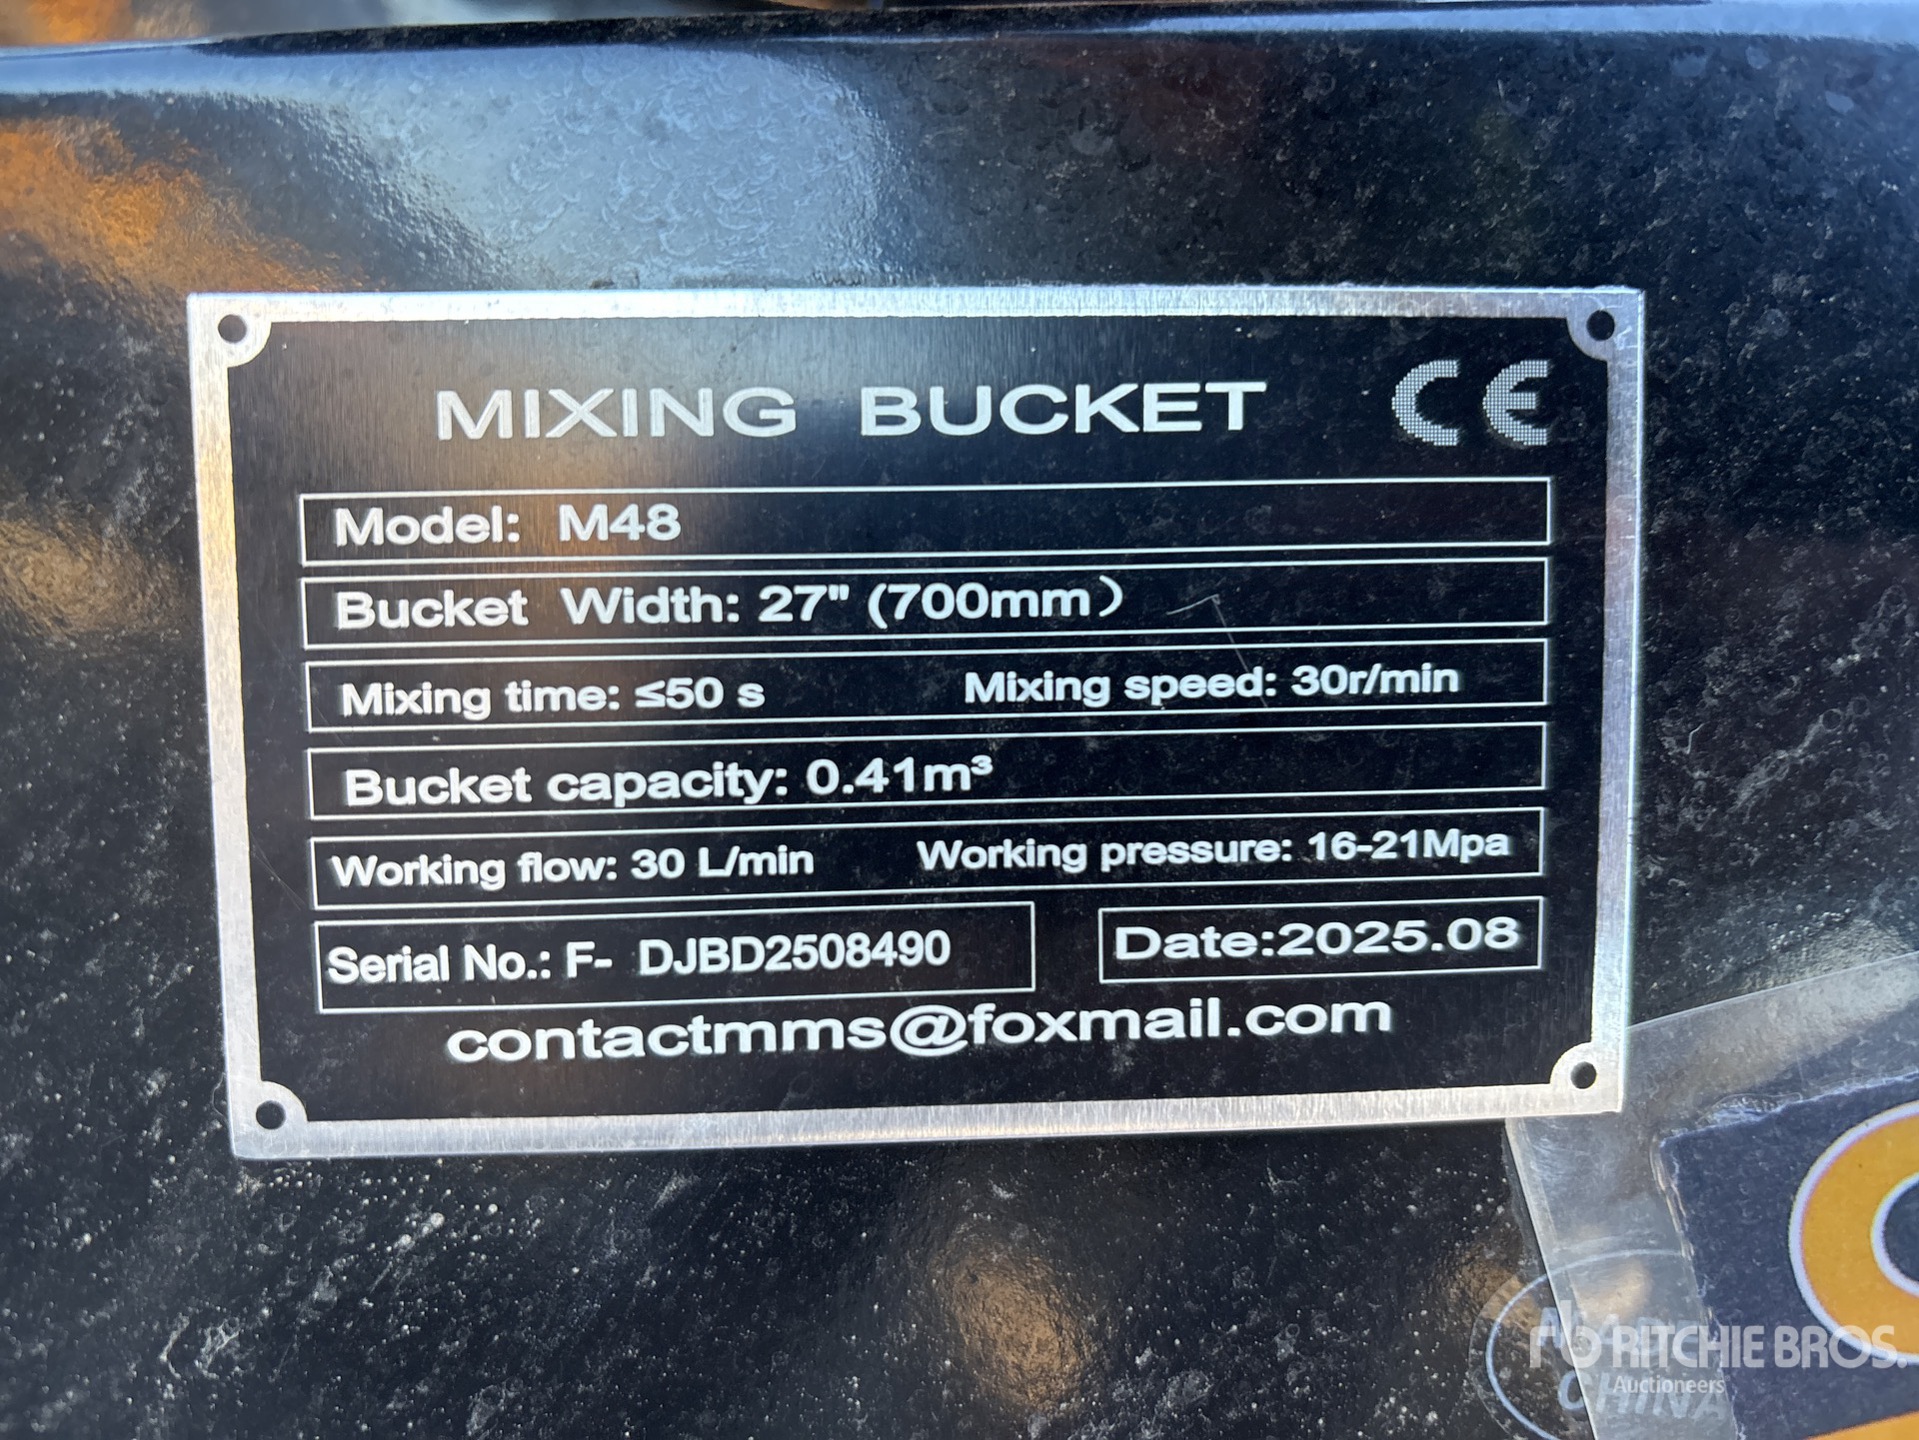 MIXING BUCKET CE
Model: M48
Bucket Width: 27" (700mm)
Mixing time: ≤50 s Mixing speed: 30r/min
Bucket capacity: 0.41m³
Working flow: 30 L/min Working pressure: 16-21Mpa
Serial No.: F- DJBD2508490 Date:2025.08
contactmms@foxmail.com
RITCHIE BROS.
Auctioneers
CHINA